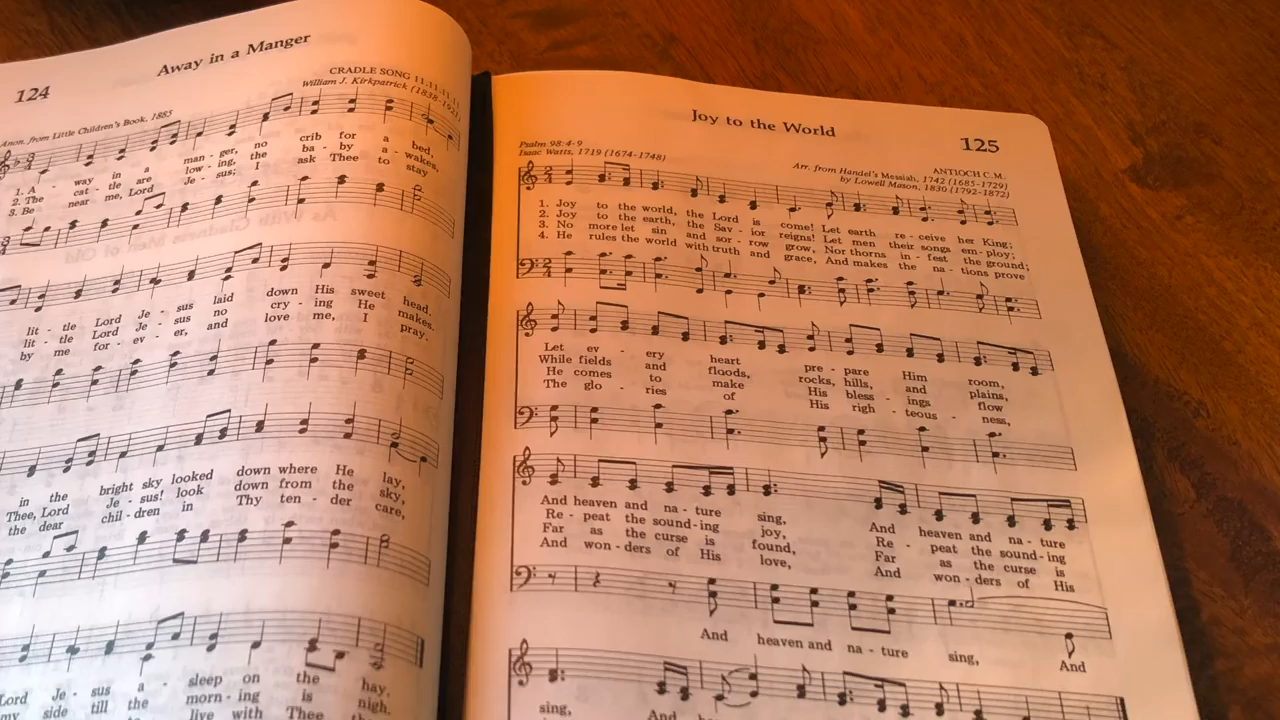 Away in a Manger
124
CRADLE SONG 11.11.11.11
William J. Kirkpatrick (1838-1921)
Anon. from Little Children's Book, 1885
1. A - way in a man - ger, no crib for a bed,
2. The cat - tle are low - ing, the ba - by a - wakes,
3. Be near me, Lord Je - sus; I ask Thee to stay
lit - tle Lord Je - sus laid down His sweet head.
lit - tle Lord Je - sus no cry - ing He makes.
by me for - ev - er, and love me, I pray.
in the bright sky looked down where He lay,
Thee, Lord Je - sus! look down from the sky,
the dear chil - dren in Thy ten - der care,
Lord Je - sus a - sleep on the hay.
my side till the morn - ing is nigh.
live with Thee
Joy to the World
125
Psalm 98:4-9
Isaac Watts, 1719 (1674-1748)
ANTIOCH C.M.
Arr. from Handel's Messiah, 1742 (1685-1729)
by Lowell Mason, 1830 (1792-1872)
1. Joy to the world, the Lord is come! Let earth re - ceive her King;
2. Joy to the earth, the Sav - ior reigns! Let men their songs em - ploy;
3. No more let sin and sor - row grow, Nor thorns in - fest the ground;
4. He rules the world with truth and grace, And makes the na - tions prove
Let ev - ery heart pre - pare Him room,
While fields and floods, rocks, hills, and plains,
He comes to make His bless - ings flow
The glo - ries of His righ - teous - ness,
And heaven and na - ture sing, And heaven and na - ture
Re - peat the sound - ing joy, Re - peat the sound - ing
Far as the curse is found, Far as the curse is
And won - ders of His love, And won - ders of His
And heaven and na - ture sing, And
sing, And